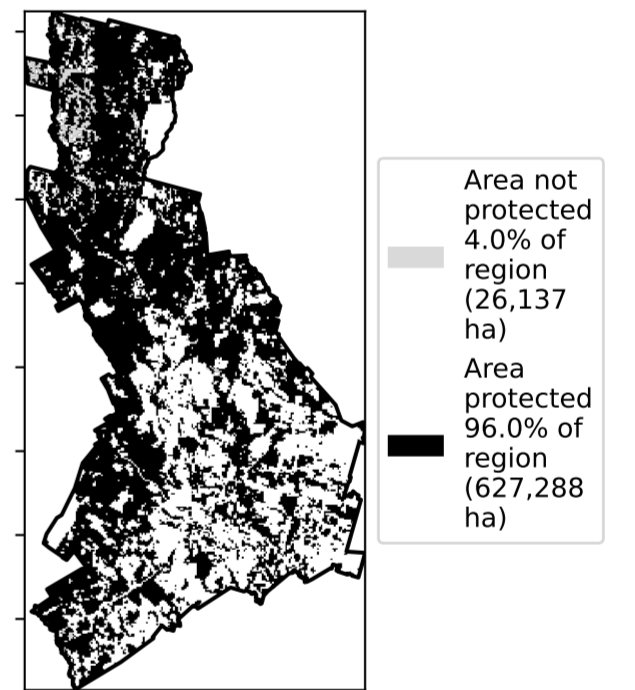 Area not
protected
4.0% of
region
(26,137
ha)
Area
protected
96.0% of
region
(627,288
ha)